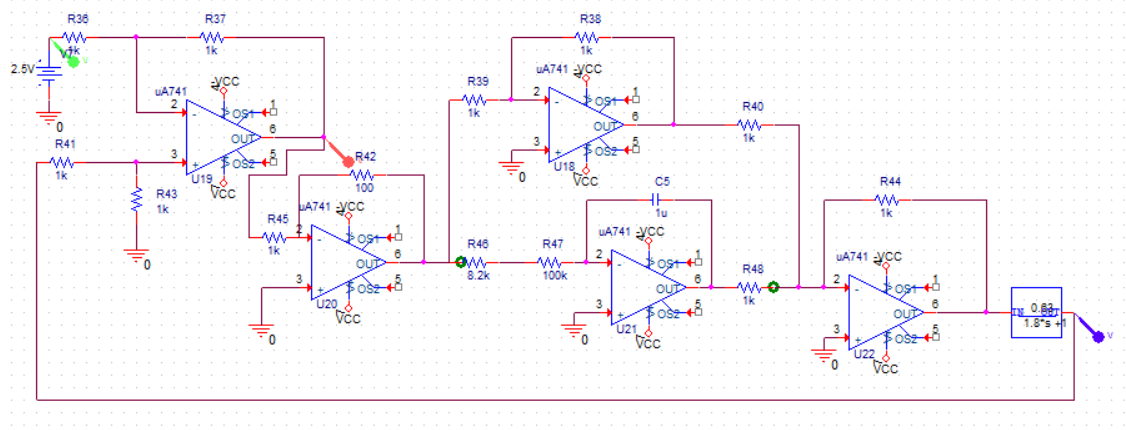 R36
1k
R37
1k
V7
V
2.5V
0
uA741
VCC
2
-
OS1
1
6
OUT
3
+
OS2
5
U19
VCC
R41
1k
R43
1k
0
R42
100
R45
1k
uA741
VCC
2
-
OS1
1
6
OUT
3
+
OS2
5
U20
VCC
0
R38
1k
R39
1k
uA741
VCC
2
-
OS1
1
6
OUT
3
+
OS2
5
U18
VCC
0
R40
1k
C5
1u
R46
8.2k
R47
100k
uA741
VCC
2
-
OS1
1
6
OUT
3
+
OS2
5
U21
VCC
0
R48
1k
R44
1k
uA741
VCC
2
-
OS1
1
6
OUT
3
+
OS2
5
U22
VCC
0
0.63
IN OUT
1.8*s +1
V